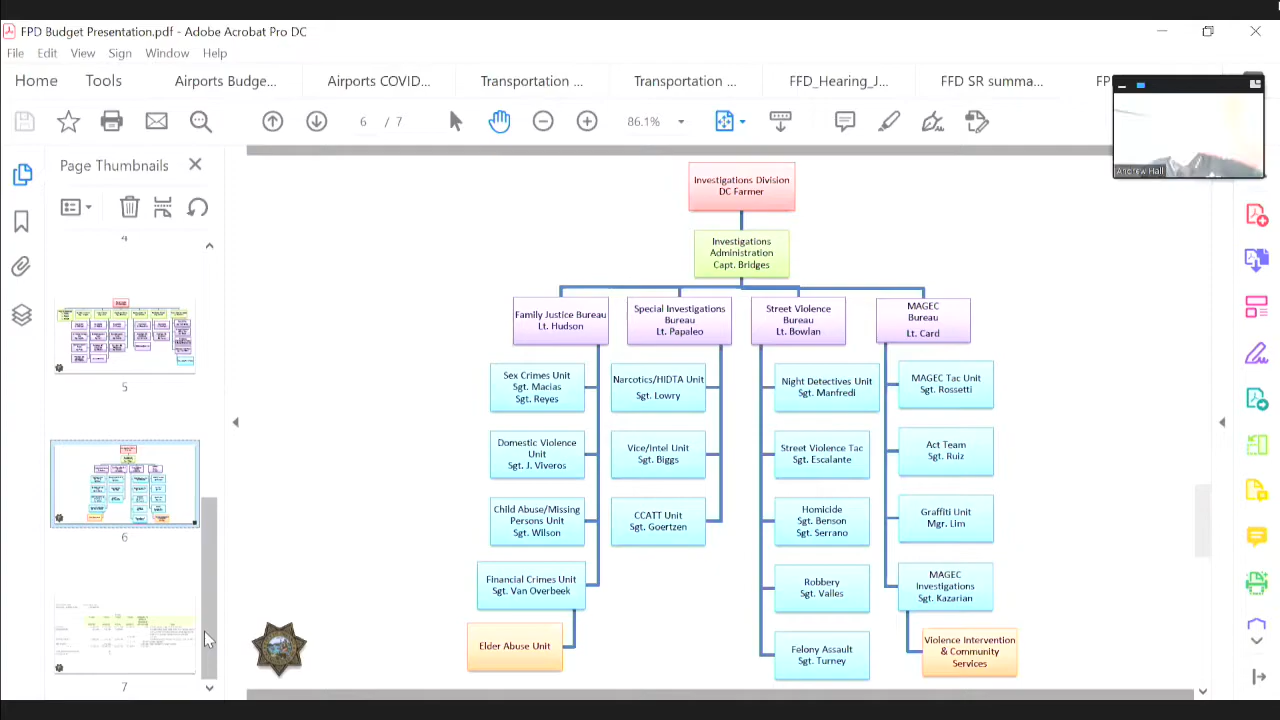 FPD Budget Presentation.pdf - Adobe Acrobat Pro DC
File Edit View Sign Window Help
Home Tools Airports Budge... Airports COVID... Transportation ... Transportation ... FFD_Hearing_J... FFD SR summa...
6 / 7 86.1%
Andrew Hall
Page Thumbnails
4
5
6
7
Investigations Division
DC Farmer
Investigations
Administration
Capt. Bridges
Family Justice Bureau
Lt. Hudson
Special Investigations
Bureau
Lt. Papaleo
Street Violence
Bureau
Lt. Bowlan
MAGEC
Bureau
Lt. Card
Sex Crimes Unit
Sgt. Macias
Sgt. Reyes
Narcotics/HIDTA Unit
Sgt. Lowry
Night Detectives Unit
Sgt. Manfredi
MAGEC Tac Unit
Sgt. Rossetti
Domestic Violence
Unit
Sgt. J. Viveros
Vice/Intel Unit
Sgt. Biggs
Street Violence Tac
Sgt. Escalante
Act Team
Sgt. Ruiz
Child Abuse/Missing
Persons Unit
Sgt. Wilson
CCATT Unit
Sgt. Goertzen
Homicide
Sgt. Benson
Sgt. Serrano
Graffiti Unit
Mgr. Lim
Financial Crimes Unit
Sgt. Van Overbeek
Robbery
Sgt. Valles
MAGEC
Investigations
Sgt. Kazarian
Elder Abuse Unit
Felony Assault
Sgt. Turney
Violence Intervention
& Community
Services